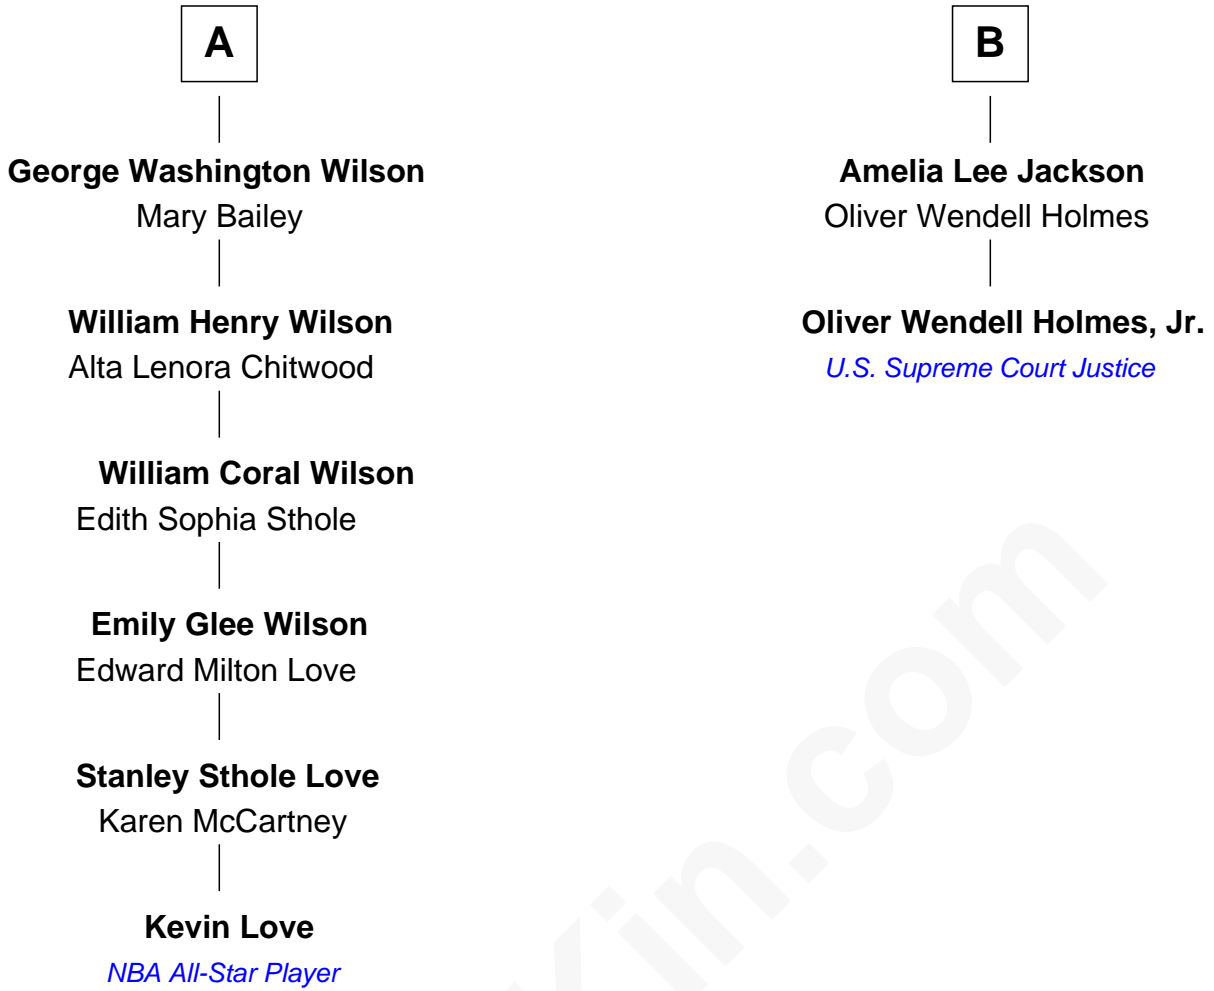 A
George Washington Wilson
Mary Bailey
William Henry Wilson
Alta Lenora Chitwood
William Coral Wilson
Edith Sophia Sthole
Emily Glee Wilson
Edward Milton Love
Stanley Sthole Love
Karen McCartney
Kevin Love
NBA All-Star Player
B
Amelia Lee Jackson
Oliver Wendell Holmes
Oliver Wendell Holmes, Jr.
U.S. Supreme Court Justice
Kin.com